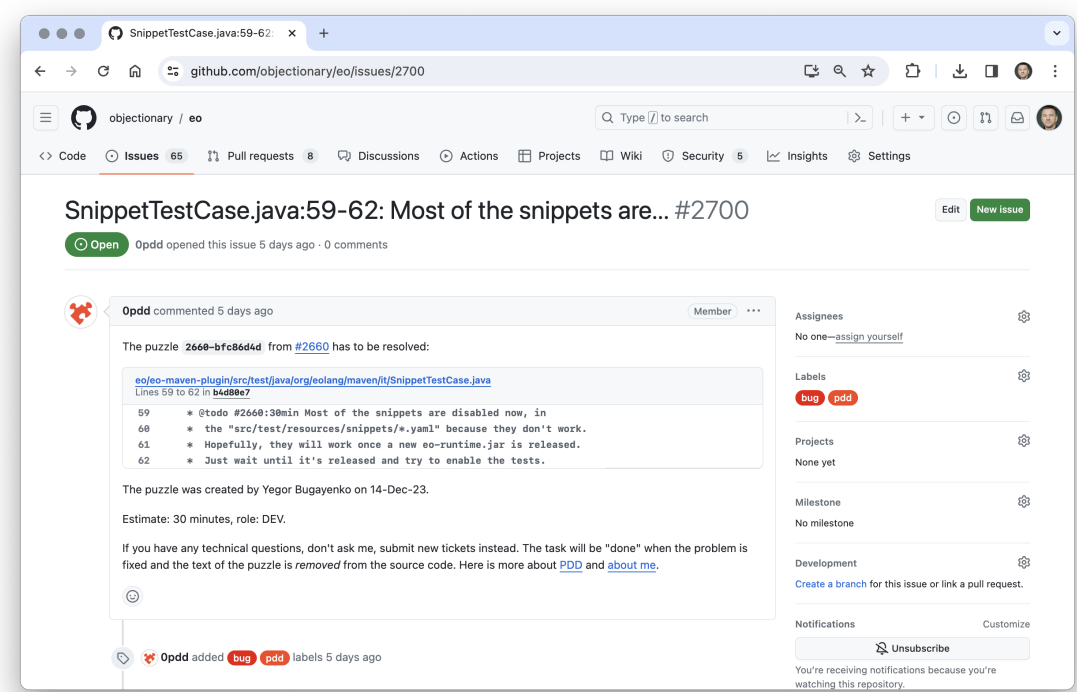 SnippetTestCase.java:59-62:
github.com/objectionary/eo/issues/2700
objectionary / eo
Type / to search
Code
Issues 65
Pull requests 8
Discussions
Actions
Projects
Wiki
Security 5
Insights
Settings
SnippetTestCase.java:59-62: Most of the snippets are... #2700
Edit
New issue
Open
0pdd opened this issue 5 days ago · 0 comments
0pdd commented 5 days ago
Member
The puzzle 2660-bfc86d4d from #2660 has to be resolved:
eo/eo-maven-plugin/src/test/java/org/eolang/maven/it/SnippetTestCase.java
Lines 59 to 62 in b4d80e7
59 * @todo #2660:30min Most of the snippets are disabled now, in
60 * the "src/test/resources/snippets/*.yaml" because they don't work.
61 * Hopefully, they will work once a new eo-runtime.jar is released.
62 * Just wait until it's released and try to enable the tests.
The puzzle was created by Yegor Bugayenko on 14-Dec-23.
Estimate: 30 minutes, role: DEV.
If you have any technical questions, don't ask me, submit new tickets instead. The task will be "done" when the problem is
fixed and the text of the puzzle is removed from the source code. Here is more about PDD and about me.
0pdd added bug pdd labels 5 days ago
Assignees
No one—assign yourself
Labels
bug pdd
Projects
None yet
Milestone
No milestone
Development
Create a branch for this issue or link a pull request.
Notifications
Customize
Unsubscribe
You're receiving notifications because you're
watching this repository.